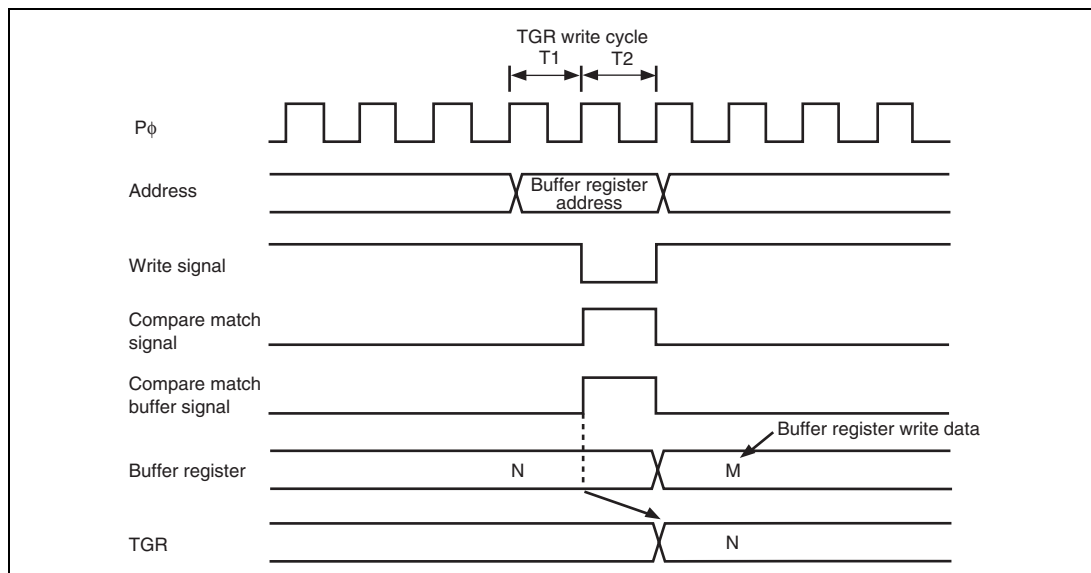 TGR write cycle
T1 T2
Pϕ
Address
Buffer register
address
Write signal
Compare match
signal
Compare match
buffer signal
Buffer register write data
Buffer register
N
M
TGR
N